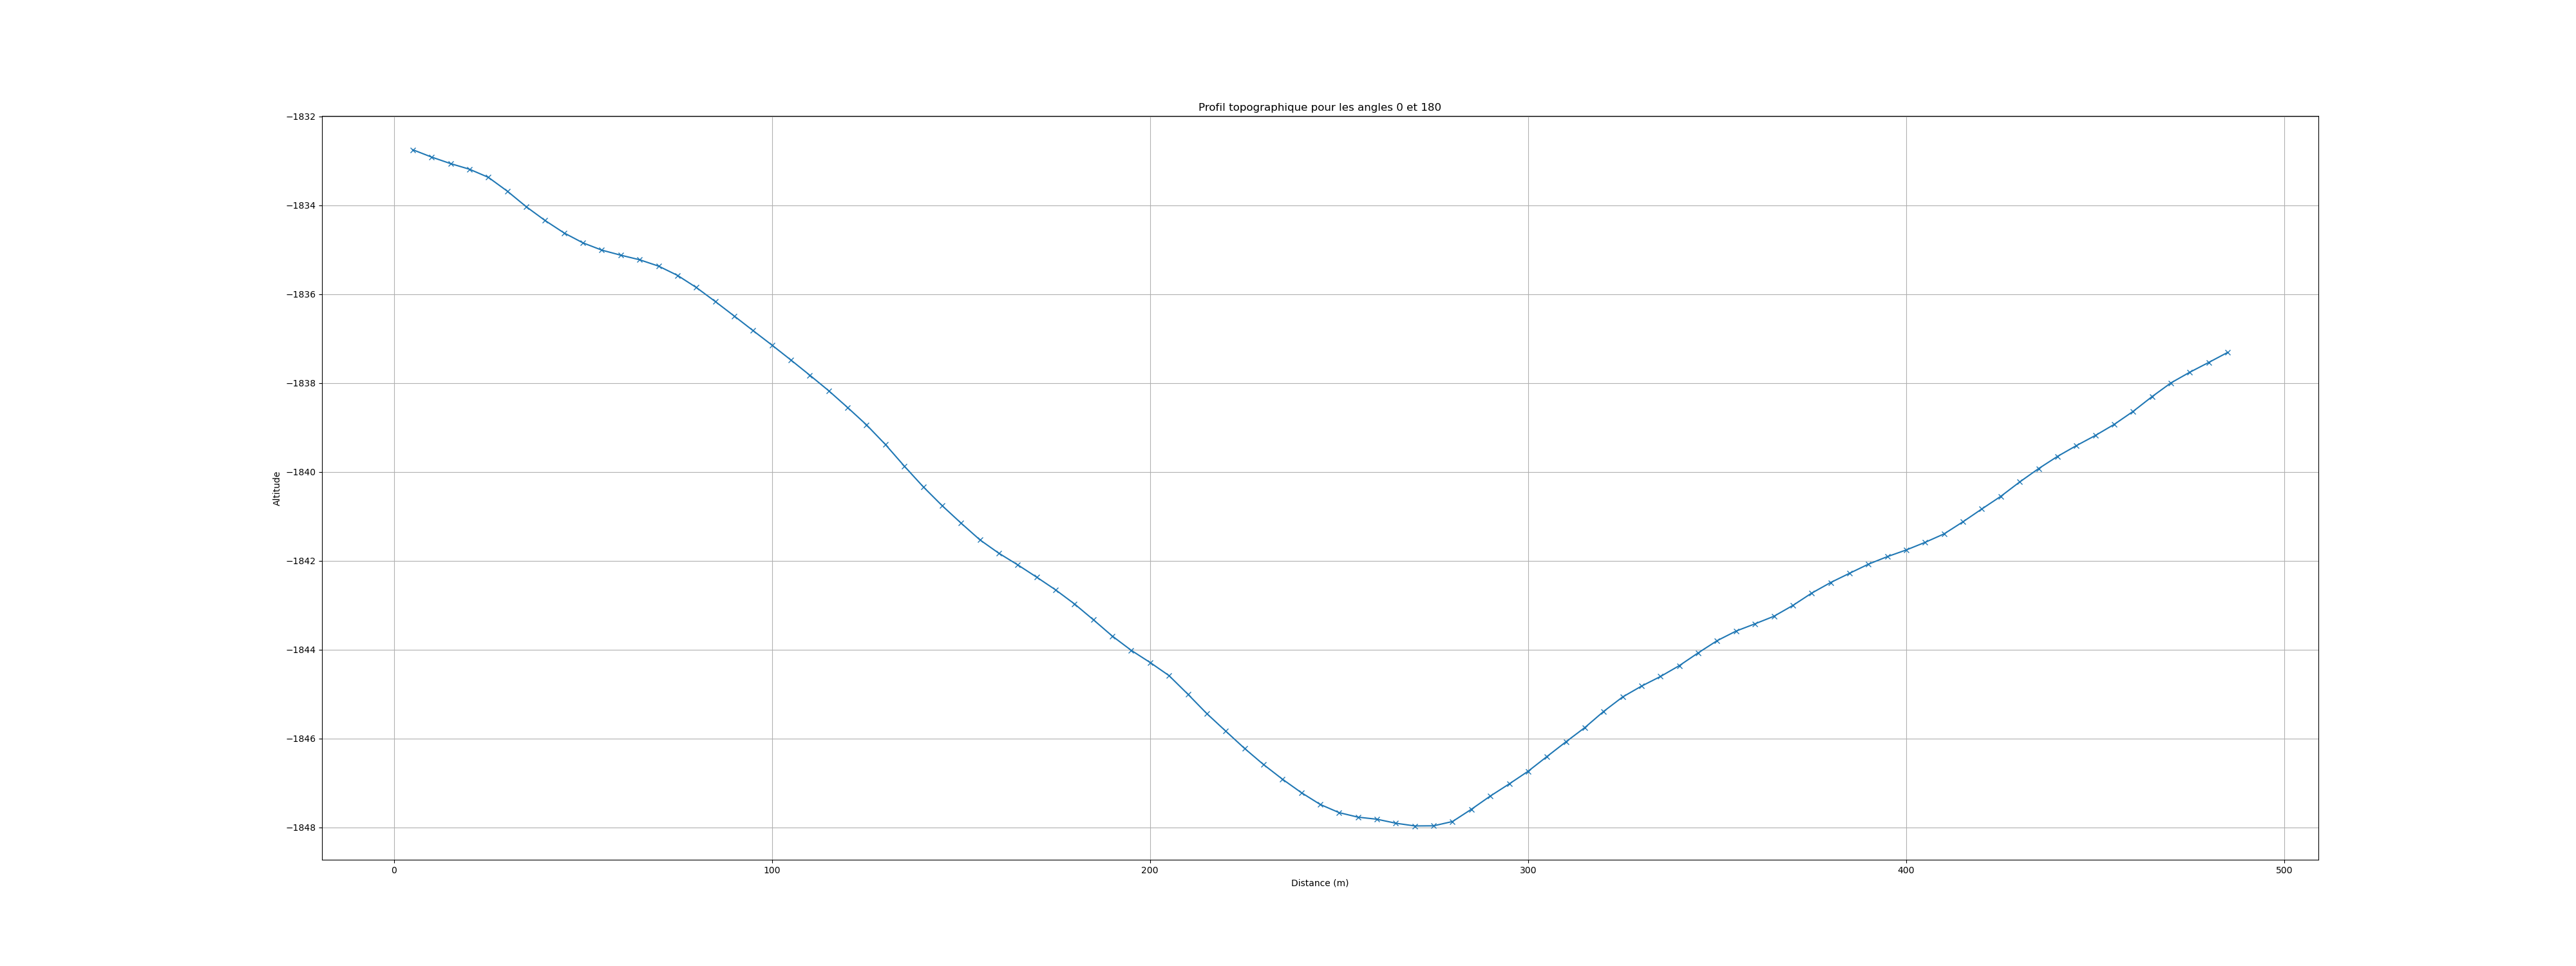 Profil topographique pour les angles 0 et 180
−1832
−1834
−1836
−1838
−1840
−1842
−1844
−1846
−1848
Altitude
0 100 200 300 400 500
Distance (m)